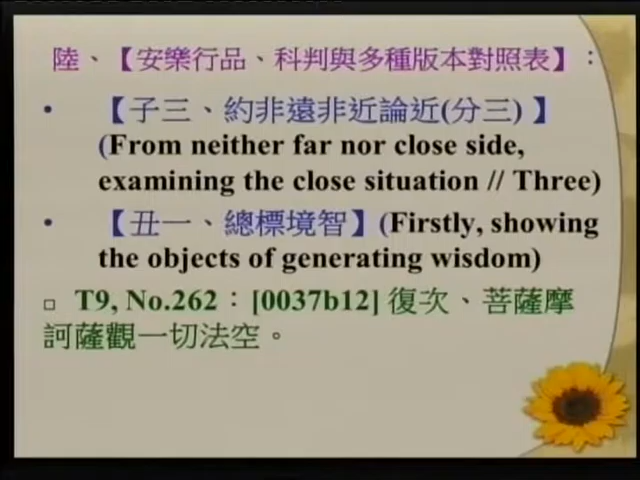 陸、【安樂行品、科判與多種版本對照表】：
• 【子三、約非遠非近論近(分三) 】
(From neither far nor close side,
examining the close situation // Three)
• 【丑一、總標境智】(Firstly, showing
the objects of generating wisdom)
□ T9, No.262：[0037b12] 復次、菩薩摩
訶薩觀一切法空。